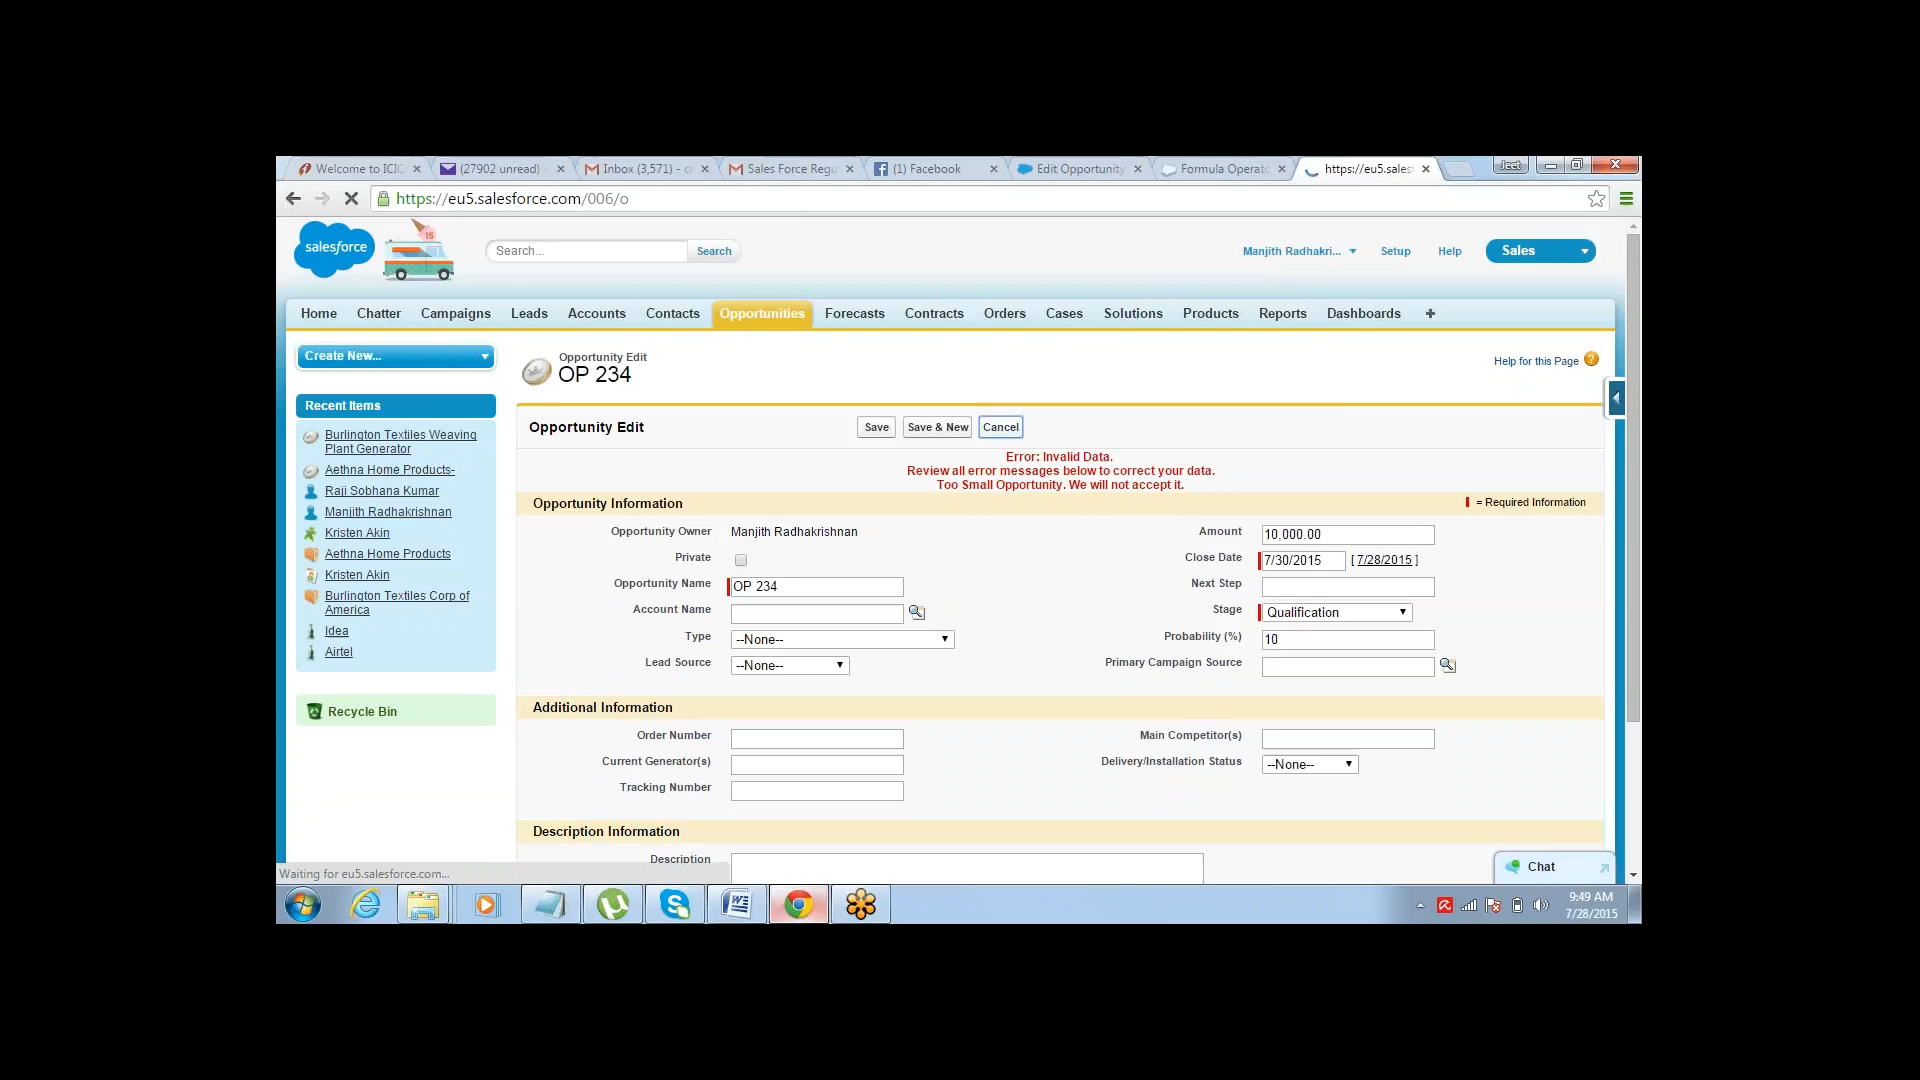 Welcome to ICIC
(27902 unread)
Inbox (3,571) - c
Sales Force Regu
(1) Facebook
Edit Opportunity
Formula Operato
https://eu5.sales
Jeet
https://eu5.salesforce.com/006/o
salesforce
15
Search...
Search
Manjith Radhakri...
Setup
Help
Sales
Home
Chatter
Campaigns
Leads
Accounts
Contacts
Opportunities
Forecasts
Contracts
Orders
Cases
Solutions
Products
Reports
Dashboards
+
Create New...
Recent Items
Burlington Textiles Weaving
Plant Generator
Aethna Home Products-
Raji Sobhana Kumar
Manjith Radhakrishnan
Kristen Akin
Aethna Home Products
Kristen Akin
Burlington Textiles Corp of
America
Idea
Airtel
Recycle Bin
Opportunity Edit
OP 234
Help for this Page
?
Opportunity Edit
Save
Save & New
Cancel
Error: Invalid Data.
Review all error messages below to correct your data.
Too Small Opportunity. We will not accept it.
Opportunity Information
= Required Information
Opportunity Owner
Manjith Radhakrishnan
Amount
10,000.00
Private
Close Date
7/30/2015
[ 7/28/2015 ]
Opportunity Name
OP 234
Next Step
Account Name
Stage
Qualification
Type
--None--
Probability (%)
10
Lead Source
--None--
Primary Campaign Source
Additional Information
Order Number
Main Competitor(s)
Current Generator(s)
Delivery/Installation Status
--None--
Tracking Number
Description Information
Description
Chat
Waiting for eu5.salesforce.com...
9:49 AM
7/28/2015